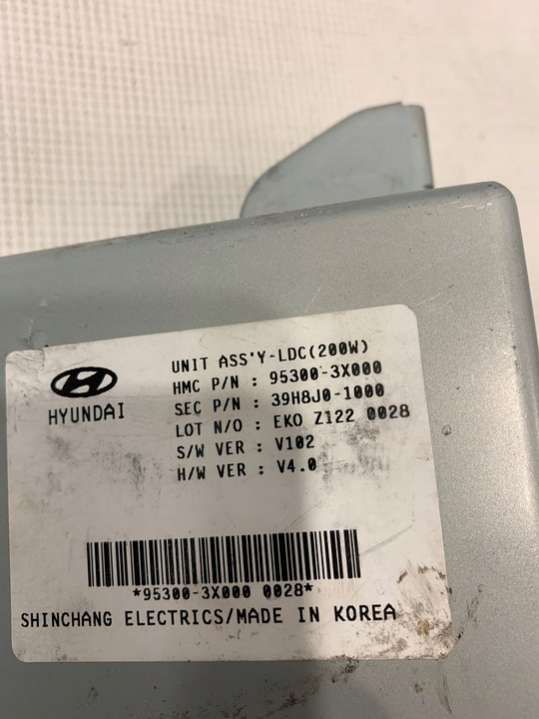 UNIT ASS'Y-LDC(200W)
HMC P/N : 95300-3X000
SEC P/N : 39H8J0-1000
LOT N/O : EKO Z122 0028
S/W VER : V102
H/W VER : V4.0
HYUNDAI
*95300-3X000 0028*
SHINCHANG ELECTRICS/MADE IN KOREA